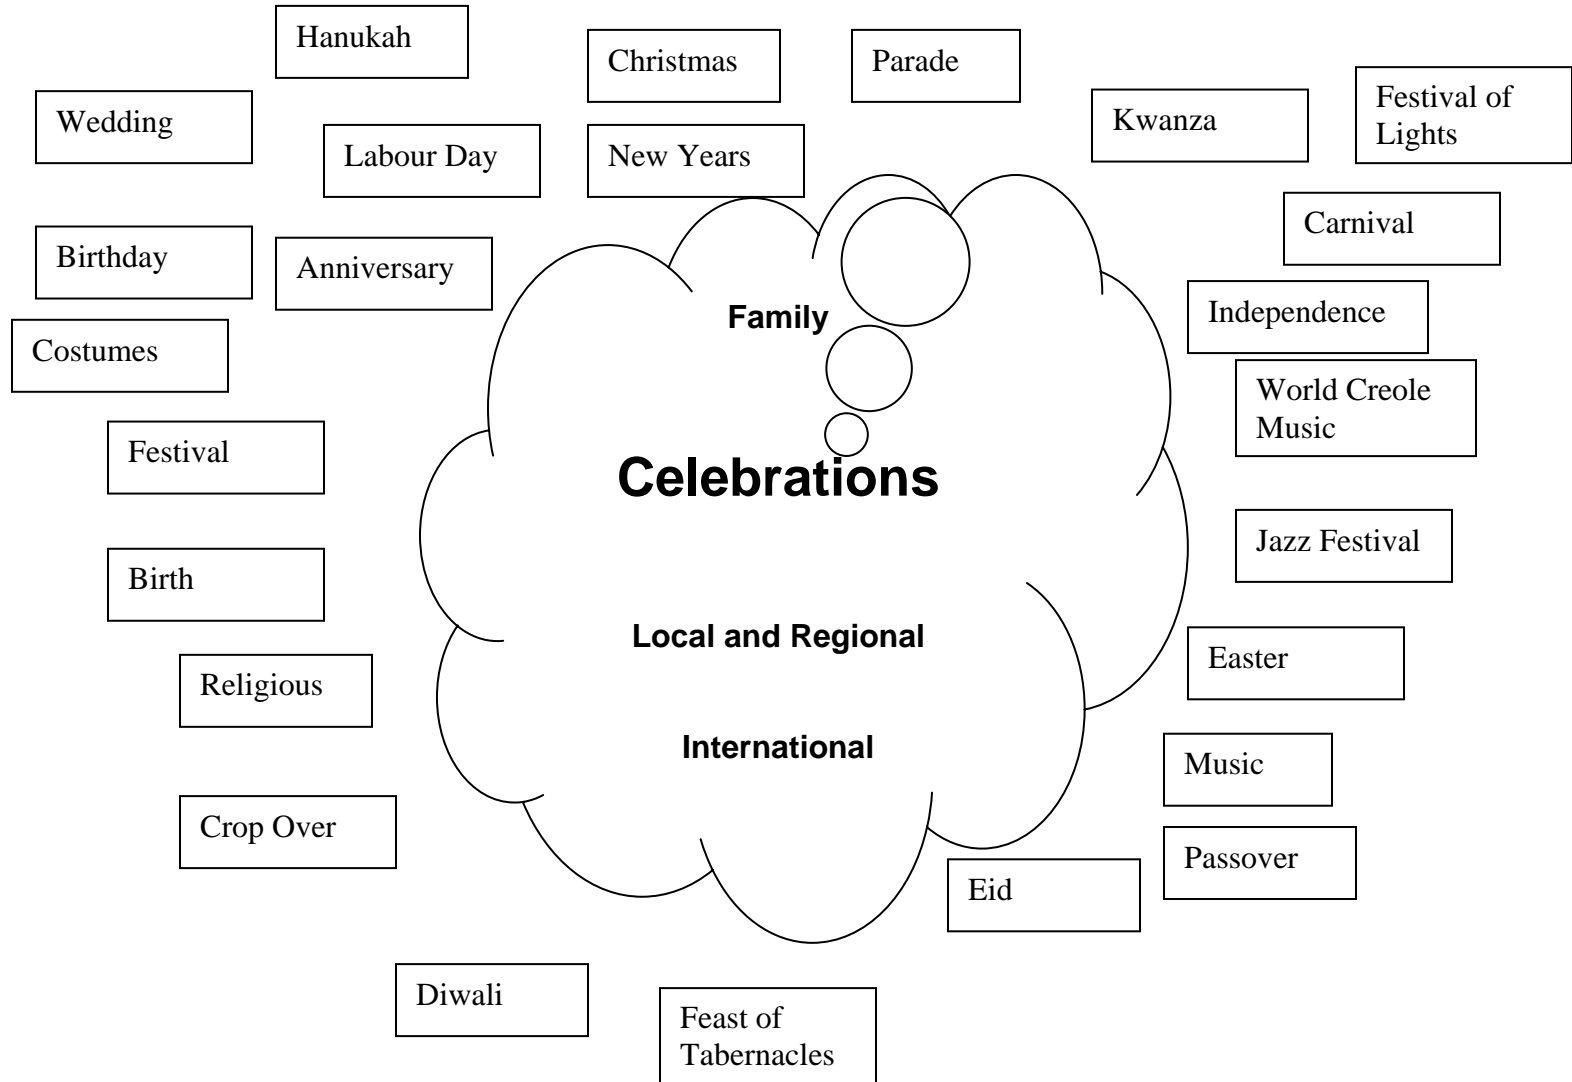 Hanukah
Christmas
Parade
Festival of
Lights
Wedding
Kwanza
Labour Day
New Years
Carnival
Birthday
Anniversary
Independence
Family
Costumes
World Creole
Music
Festival
Celebrations
Jazz Festival
Birth
Local and Regional
Easter
Religious
International
Music
Crop Over
Passover
Eid
Diwali
Feast of
Tabernacles